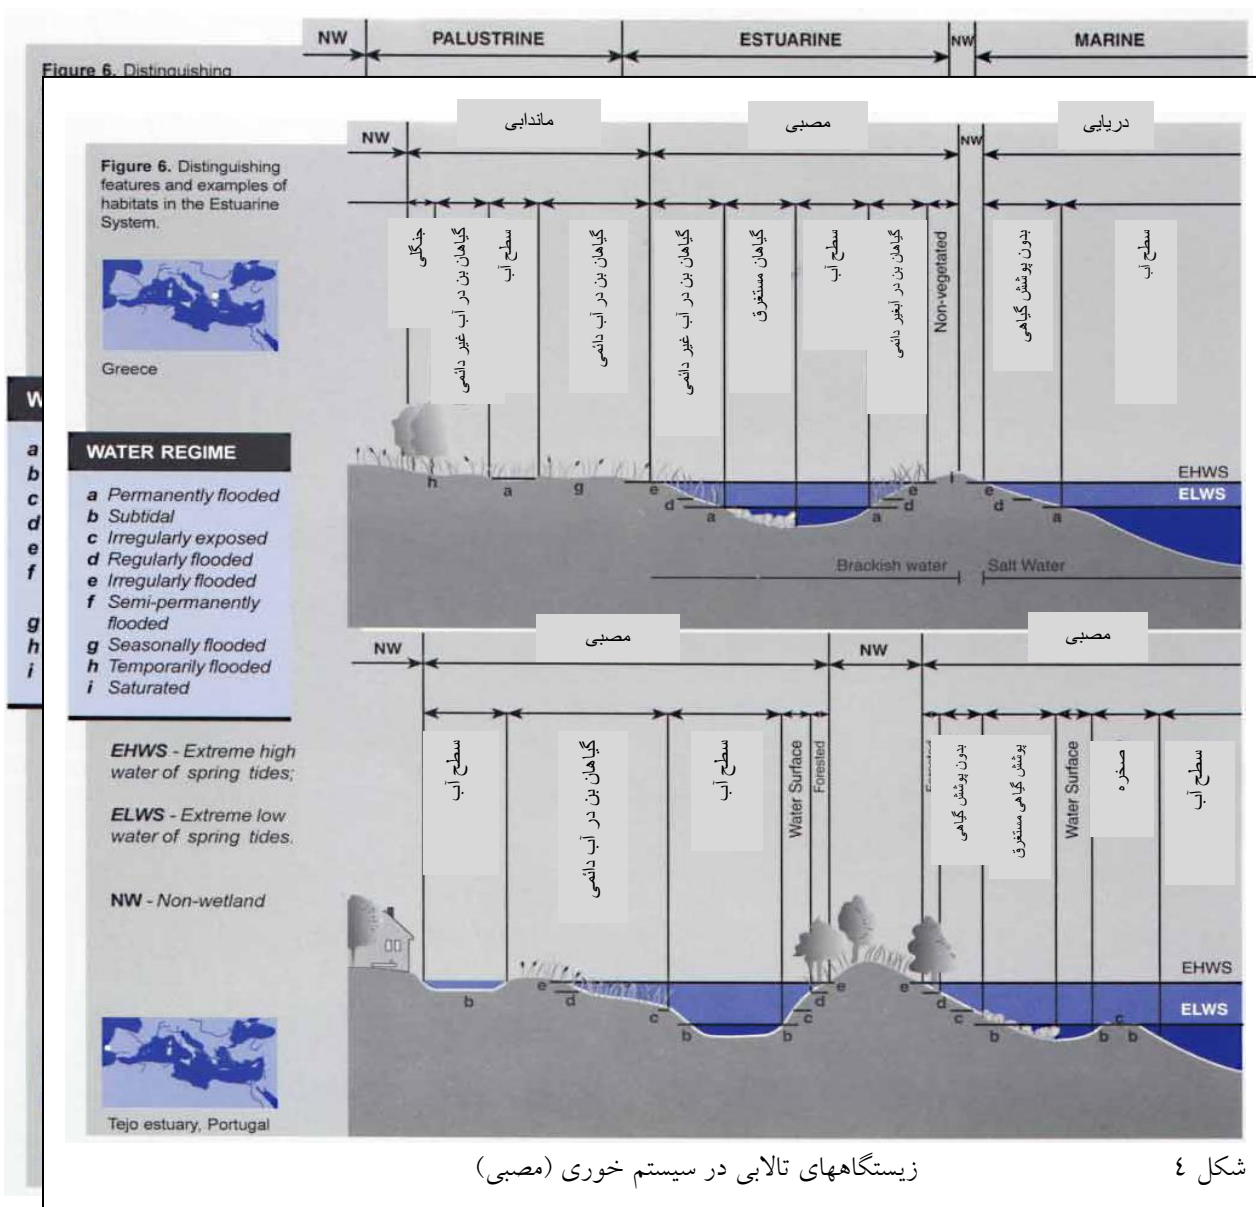 NW
PALUSTRINE
ESTUARINE
NW
MARINE
Figure 6. Distinguishing
W
a
b
c
d
e
f
g
h
i
Figure 6. Distinguishing
features and examples of
habitats in the Estuarine
System.
Greece
WATER REGIME
a Permanently flooded
b Subtidal
c Irregularly exposed
d Regularly flooded
e Irregularly flooded
f Semi-permanently
flooded
g Seasonally flooded
h Temporarily flooded
i Saturated
EHWS - Extreme high
water of spring tides;
ELWS - Extreme low
water of spring tides.
NW - Non-wetland
Tejo estuary, Portugal
NW
ماندابی
مصبی
NW
دریایی
جنگلی
گیاهان بن در آب غیر دائمی
سطح آب
گیاهان بن در آب دائمی
گیاهان بن در آب غیر دائمی
گیاهان مستغرق
سطح آب
گیاهان بن در آبغیر دائمی
Non-vegetated
بدون پوشش گیاهی
سطح آب
EHWS
ELWS
h
a
g
e
d
a
a
d
e
i
e
d
a
Brackish water
Salt Water
NW
مصبی
NW
مصبی
سطح آب
گیاهان بن در آب دائمی
سطح آب
Water Surface
Forested
بدون پوشش گیاهی
پوشش گیاهی مستغرق
Water Surface
صخره
سطح آب
EHWS
ELWS
b
e
d
c
b
b
c
d
e
e
d
c
b
b
c
b
شکل ٤
زیستگاههای تالابی در سیستم خوری (مصبی)